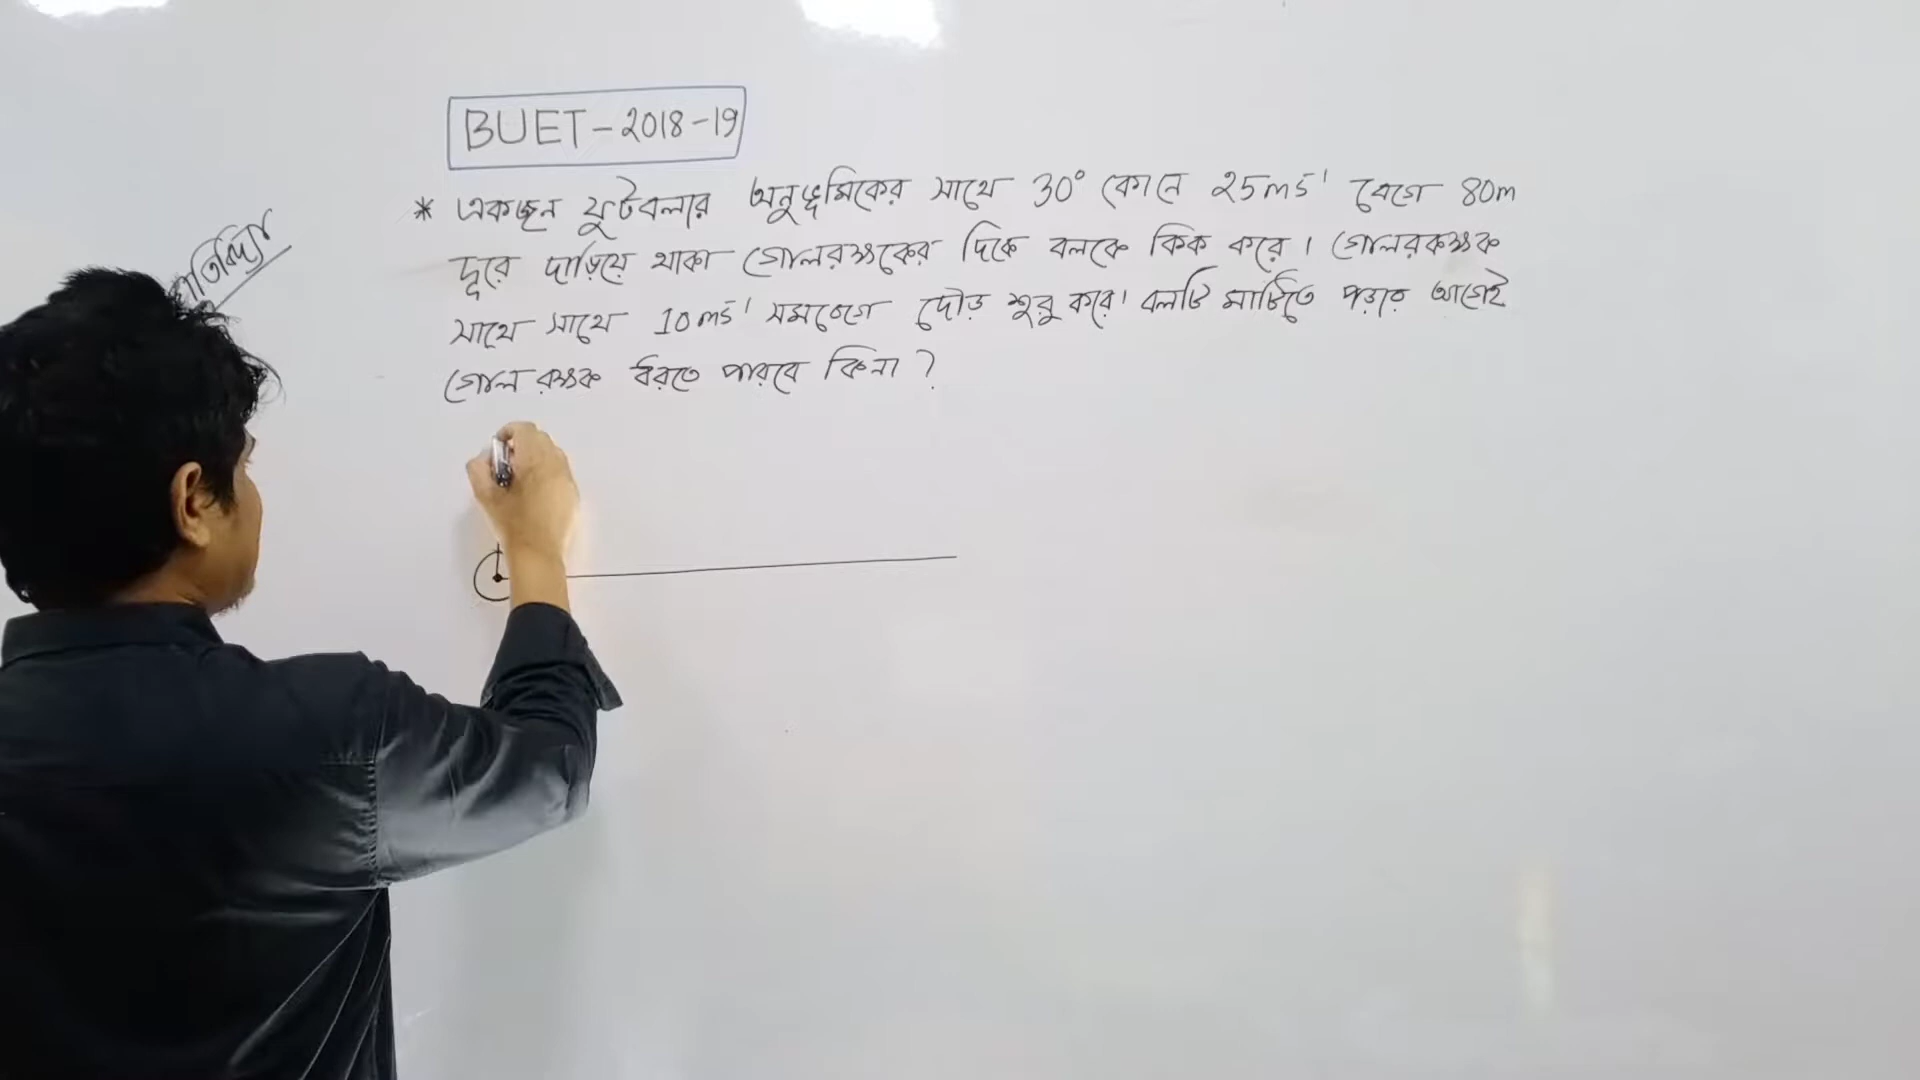 BUET - 2018 - 19
* একজন ফুটবলার অনুভূমিকের সাথে 30° কোনে 25ms⁻¹ বেগে 80m
দূরে দাড়িয়ে থাকা গোলরক্ষকের দিকে বলকে কিক করে। গোলরক্ষক
সাথে সাথে 10ms⁻¹ সমবেগে দৌড় শুরু করে। বলটি মাটিতে পড়ার আগেই
গোল রক্ষক ধরতে পারবে কিনা ?